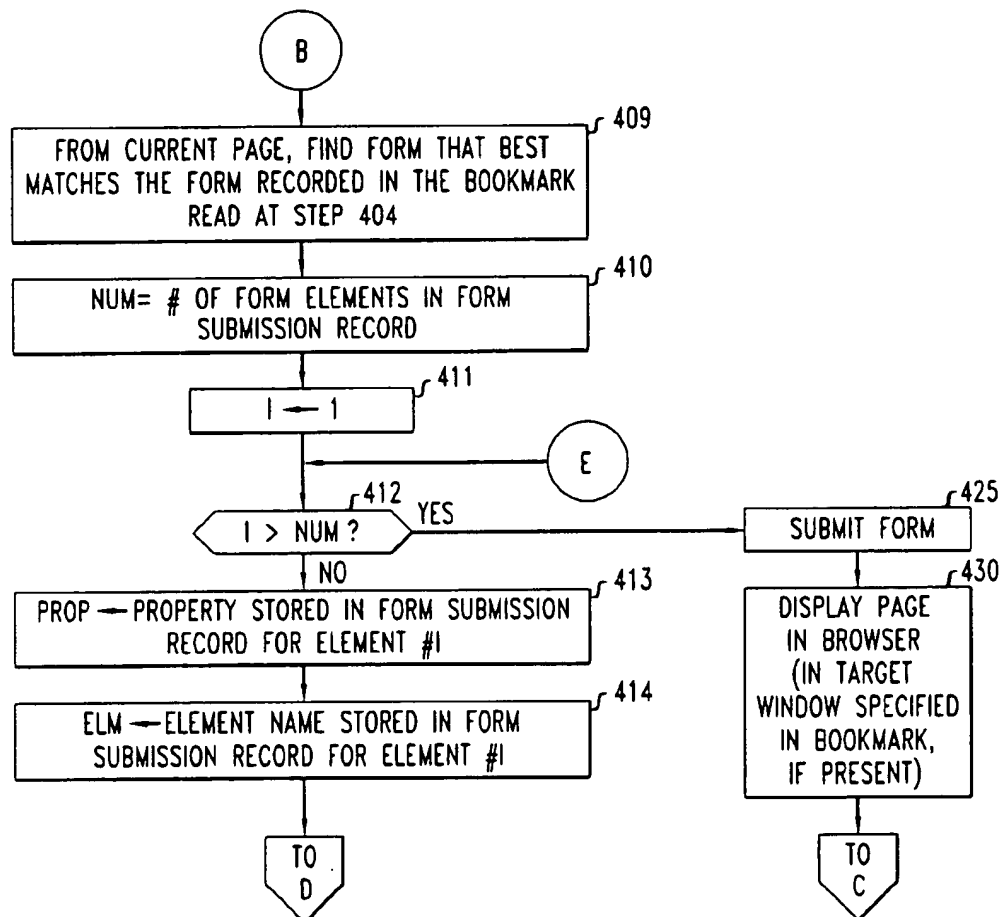 B
409
FROM CURRENT PAGE, FIND FORM THAT BEST
MATCHES THE FORM RECORDED IN THE BOOKMARK
READ AT STEP 404
410
NUM= # OF FORM ELEMENTS IN FORM
SUBMISSION RECORD
411
I ← 1
E
412
I > NUM?
YES
NO
425
SUBMIT FORM
413
PROP ← PROPERTY STORED IN FORM SUBMISSION
RECORD FOR ELEMENT #I
414
ELM ← ELEMENT NAME STORED IN FORM
SUBMISSION RECORD FOR ELEMENT #I
430
DISPLAY PAGE
IN BROWSER
(IN TARGET
WINDOW SPECIFIED
IN BOOKMARK,
IF PRESENT)
TO
D
TO
C